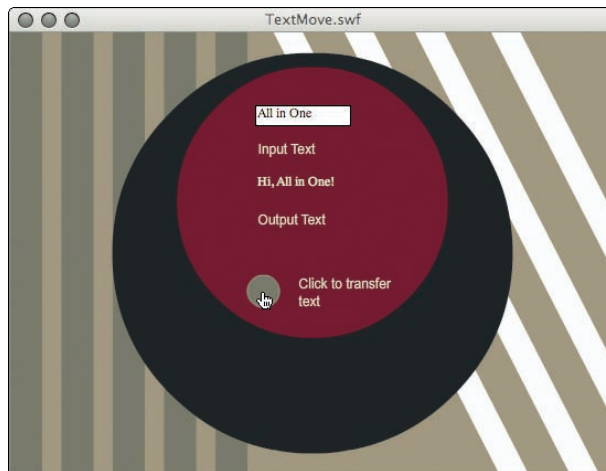 TextMove.swf
All in One
Input Text
Hi, All in One!
Output Text
Click to transfer
text